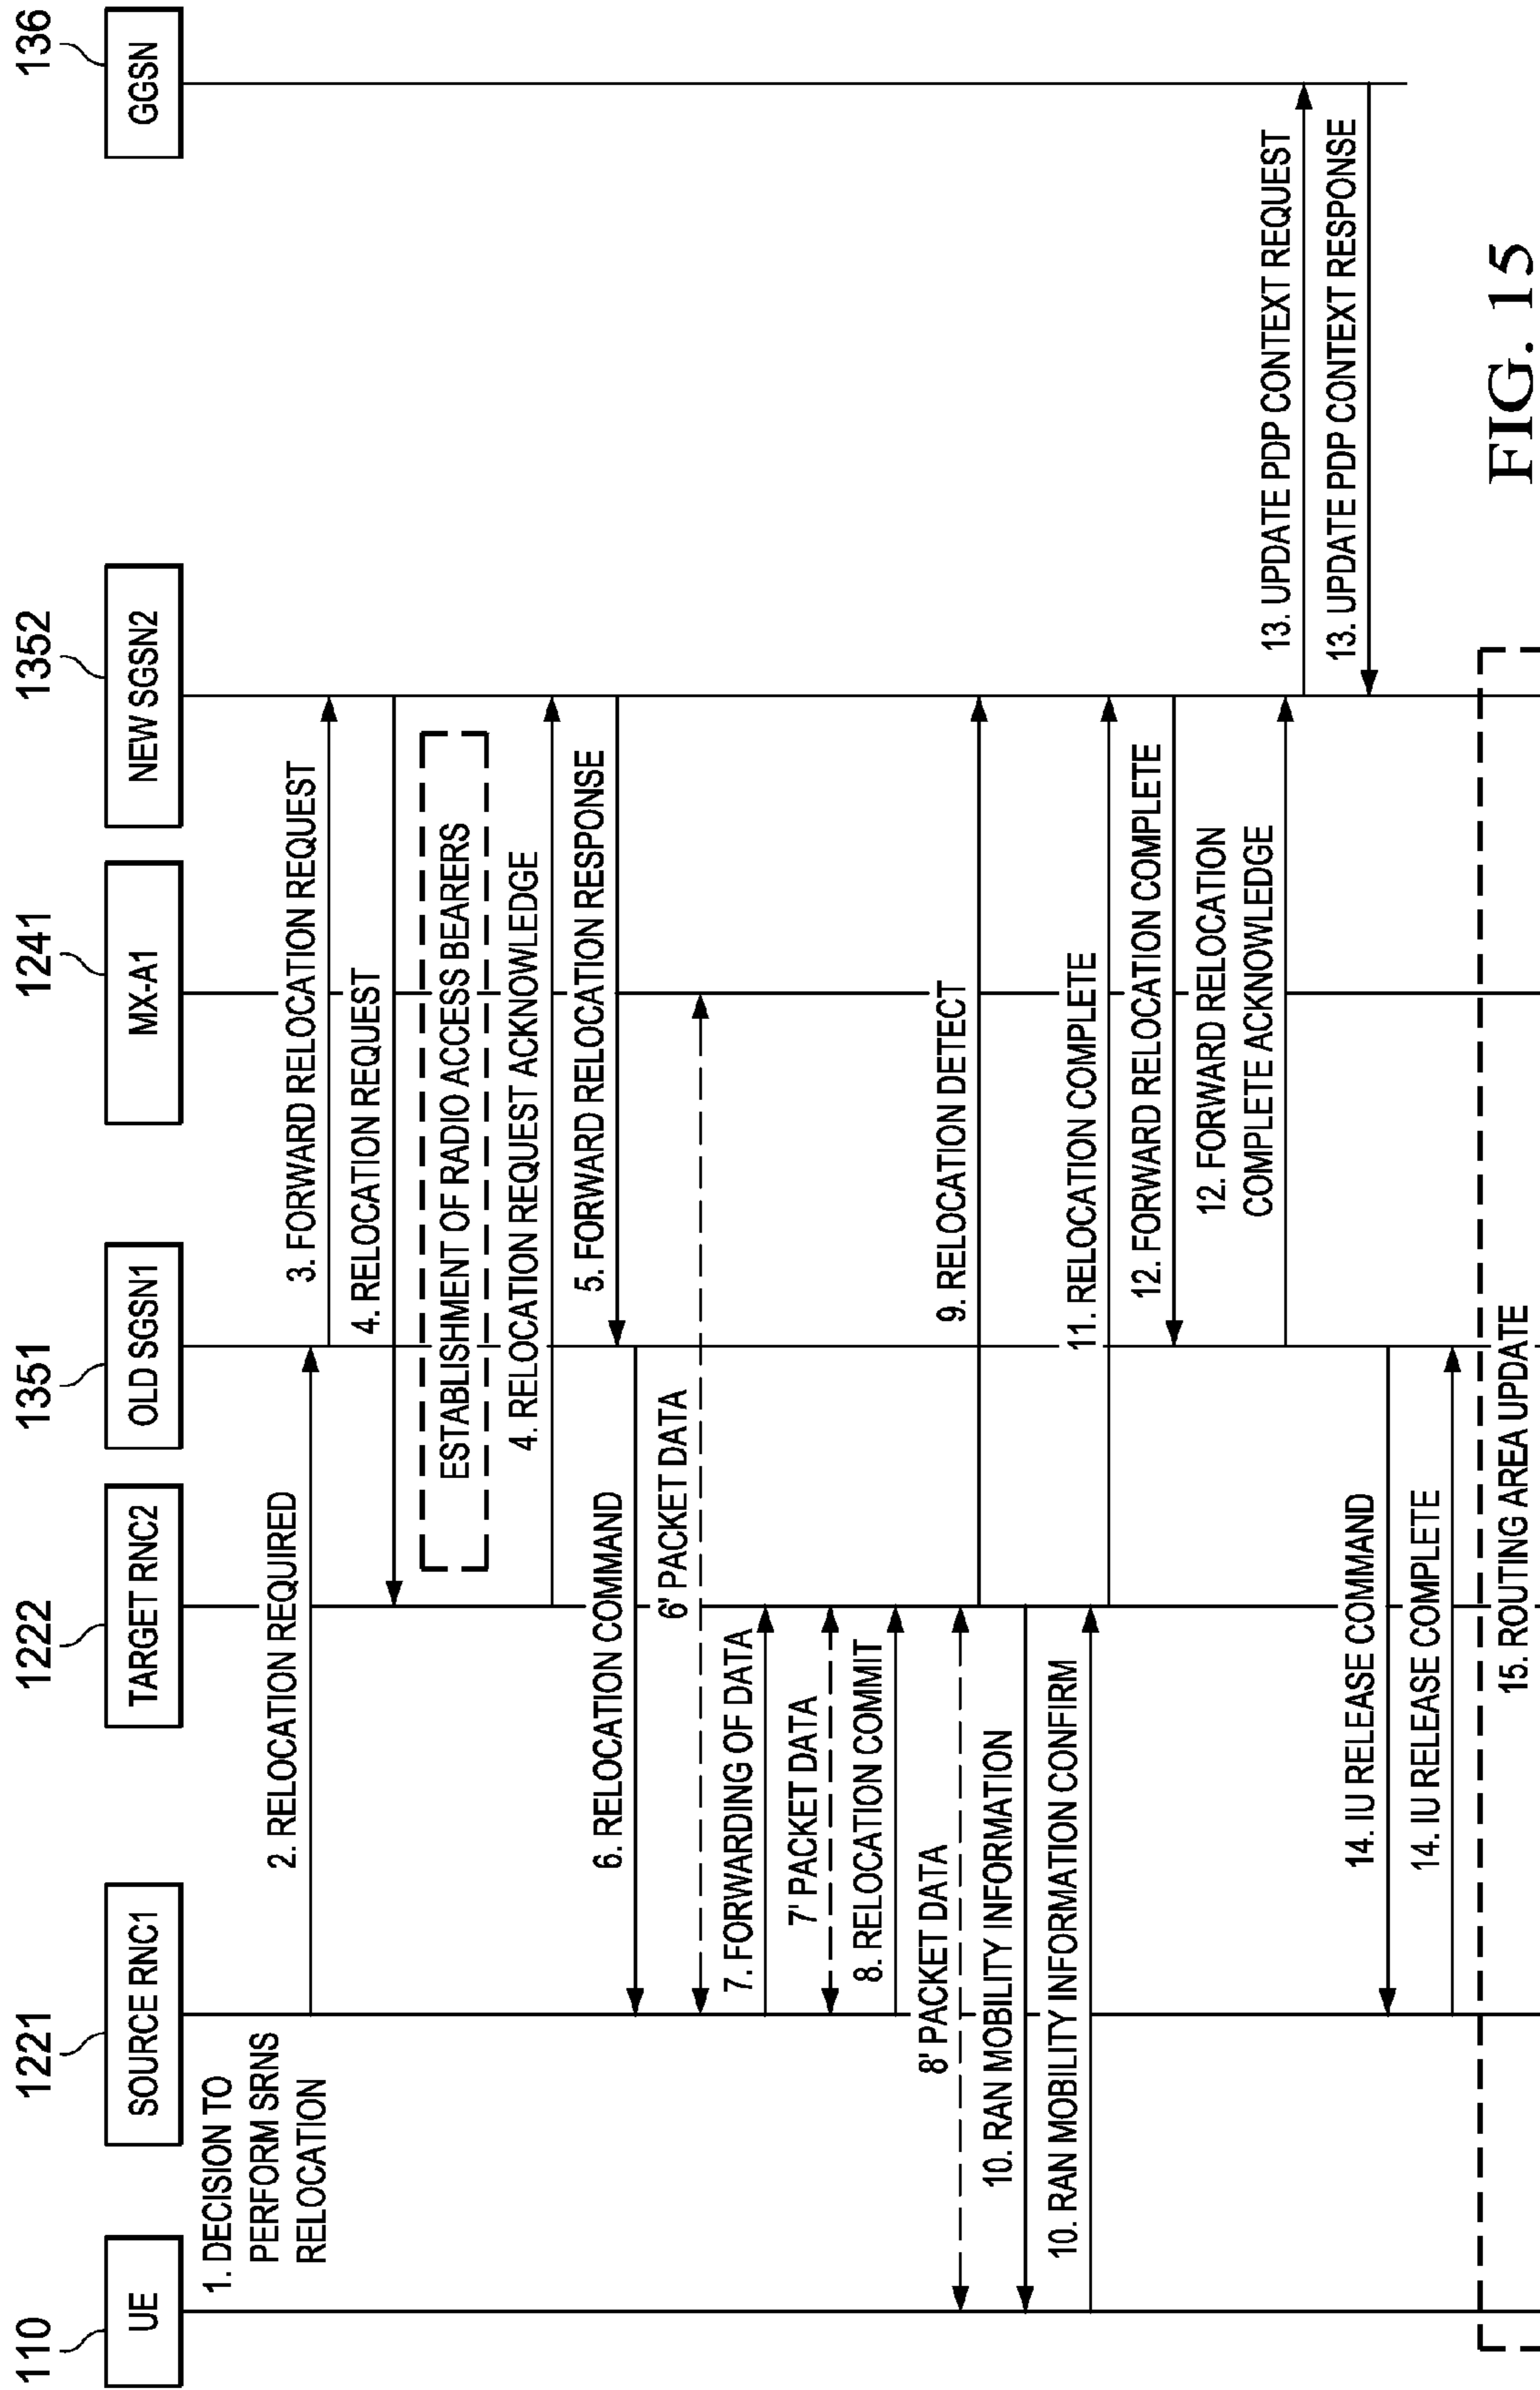 110
1221
1222
1351
1241
1352
136
UE
SOURCE RNC1
TARGET RNC2
OLD SGSN1
MX-A1
NEW SGSN2
GGSN
1. DECISION TO
PERFORM SRNS
RELOCATION
2. RELOCATION REQUIRED
3. FORWARD RELOCATION REQUEST
4. RELOCATION REQUEST
ESTABLISHMENT OF RADIO ACCESS BEARERS
4. RELOCATION REQUEST ACKNOWLEDGE
5. FORWARD RELOCATION RESPONSE
6. RELOCATION COMMAND
6' PACKET DATA
7. FORWARDING OF DATA
7' PACKET DATA
8. RELOCATION COMMIT
8' PACKET DATA
9. RELOCATION DETECT
10. RAN MOBILITY INFORMATION
10. RAN MOBILITY INFORMATION CONFIRM
11. RELOCATION COMPLETE
12. FORWARD RELOCATION COMPLETE
12. FORWARD RELOCATION
COMPLETE ACKNOWLEDGE
13. UPDATE PDP CONTEXT REQUEST
13. UPDATE PDP CONTEXT RESPONSE
14. IU RELEASE COMMAND
14. IU RELEASE COMPLETE
15. ROUTING AREA UPDATE
FIG. 15